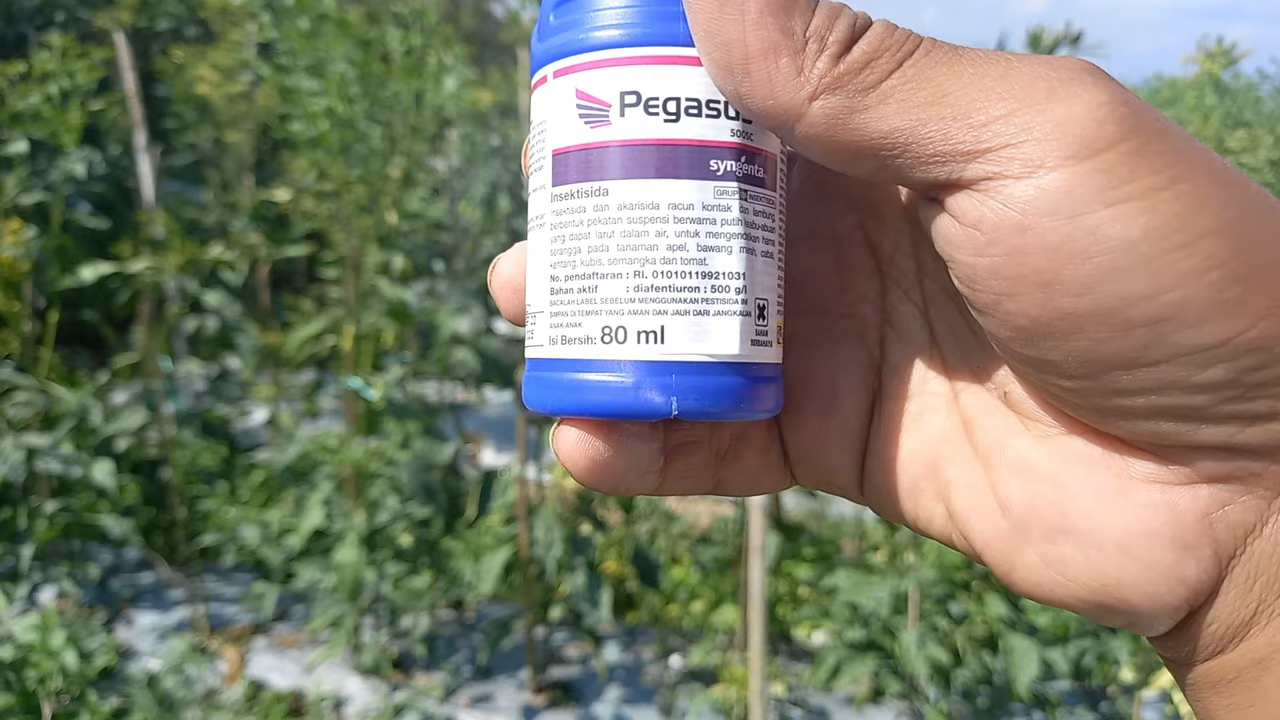 Pegasus
500SC
syngenta
Insektisida
GRUP INSEKTISIDA
Insektisida dan akarisida racun kontak dan lambung,
berbentuk pekatan suspensi berwarna putih keabu-abuan
yang dapat larut dalam air, untuk mengendalikan hama
serangga pada tanaman apel, bawang merah, cabai,
kentang, kubis, semangka dan tomat.
No. pendaftaran : RI. 01010119921031
Bahan aktif : diafentiuron : 500 g/l
BACALAH LABEL SEBELUM MENGGUNAKAN PESTISIDA INI
SIMPAN DI TEMPAT YANG AMAN DAN JAUH DARI JANGKAUAN
ANAK-ANAK
BAHAN
BERBAHAYA
Isi Bersih: 80 ml